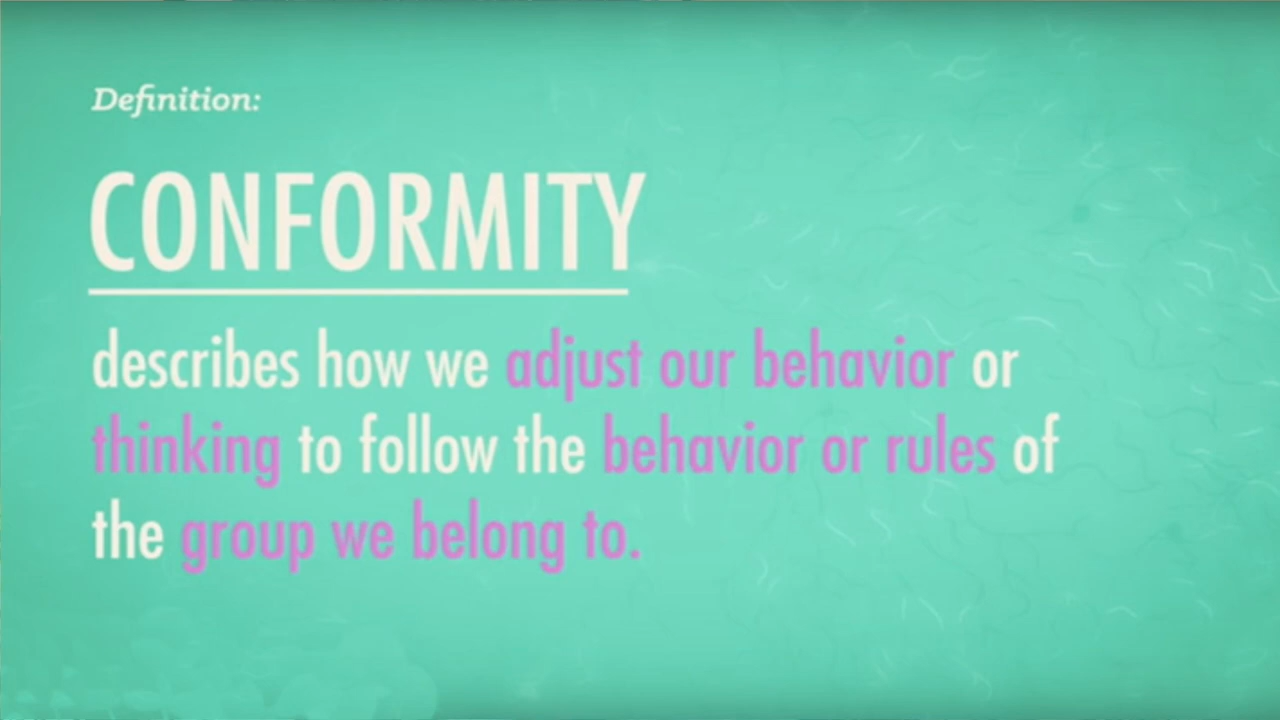 Definition:
CONFORMITY
describes how we adjust our behavior or
thinking to follow the behavior or rules of
the group we belong to.